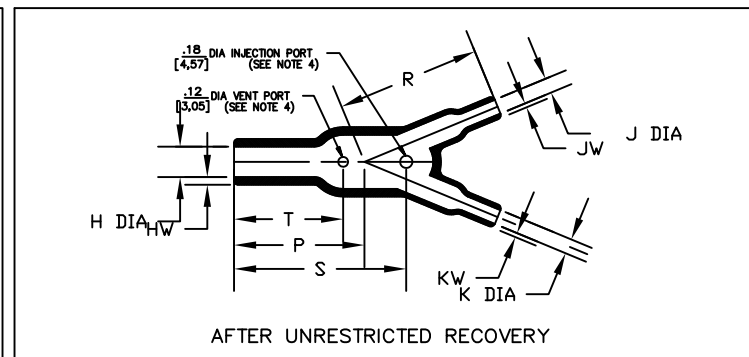 .18 DIA INJECTION PORT
[4,57] (SEE NOTE 4)
.12 DIA VENT PORT
[3,05] (SEE NOTE 4)
R
J DIA
JW
H DIA
HW
T
P
S
KW
K DIA
AFTER UNRESTRICTED RECOVERY